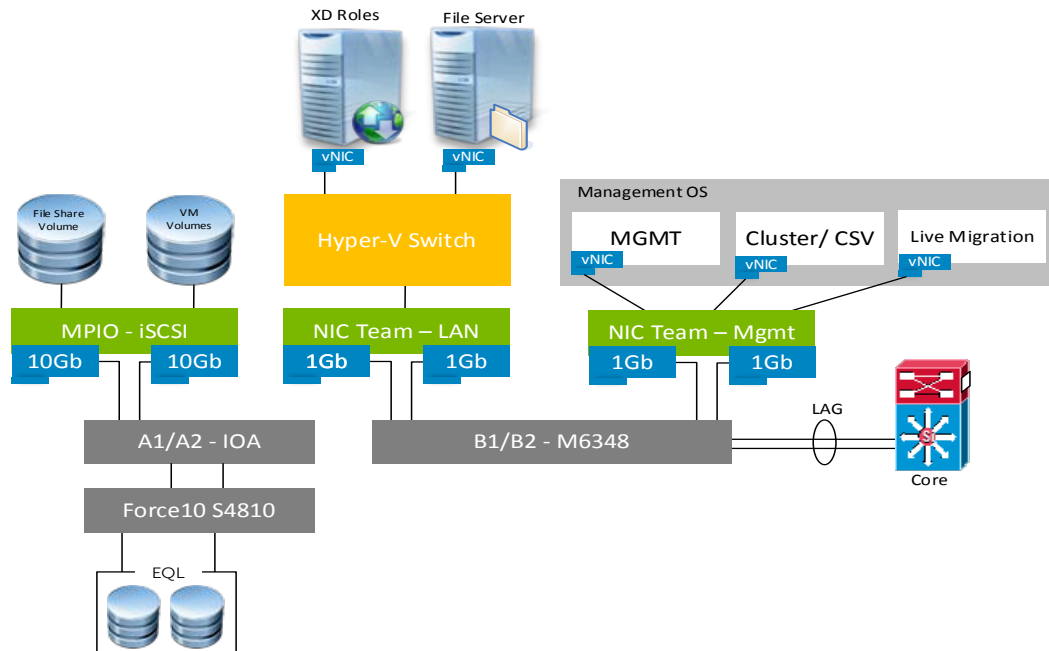 XD Roles
File Server
vNIC
vNIC
File Share
Volume
VM
Volumes
Hyper-V Switch
Management OS
MGMT
Cluster/ CSV
Live Migration
vNIC
vNIC
vNIC
MPIO - iSCSI
NIC Team – LAN
NIC Team – Mgmt
10Gb
10Gb
1Gb
1Gb
1Gb
1Gb
A1/A2 - IOA
B1/B2 - M6348
LAG
Si
Core
Force10 S4810
EQL